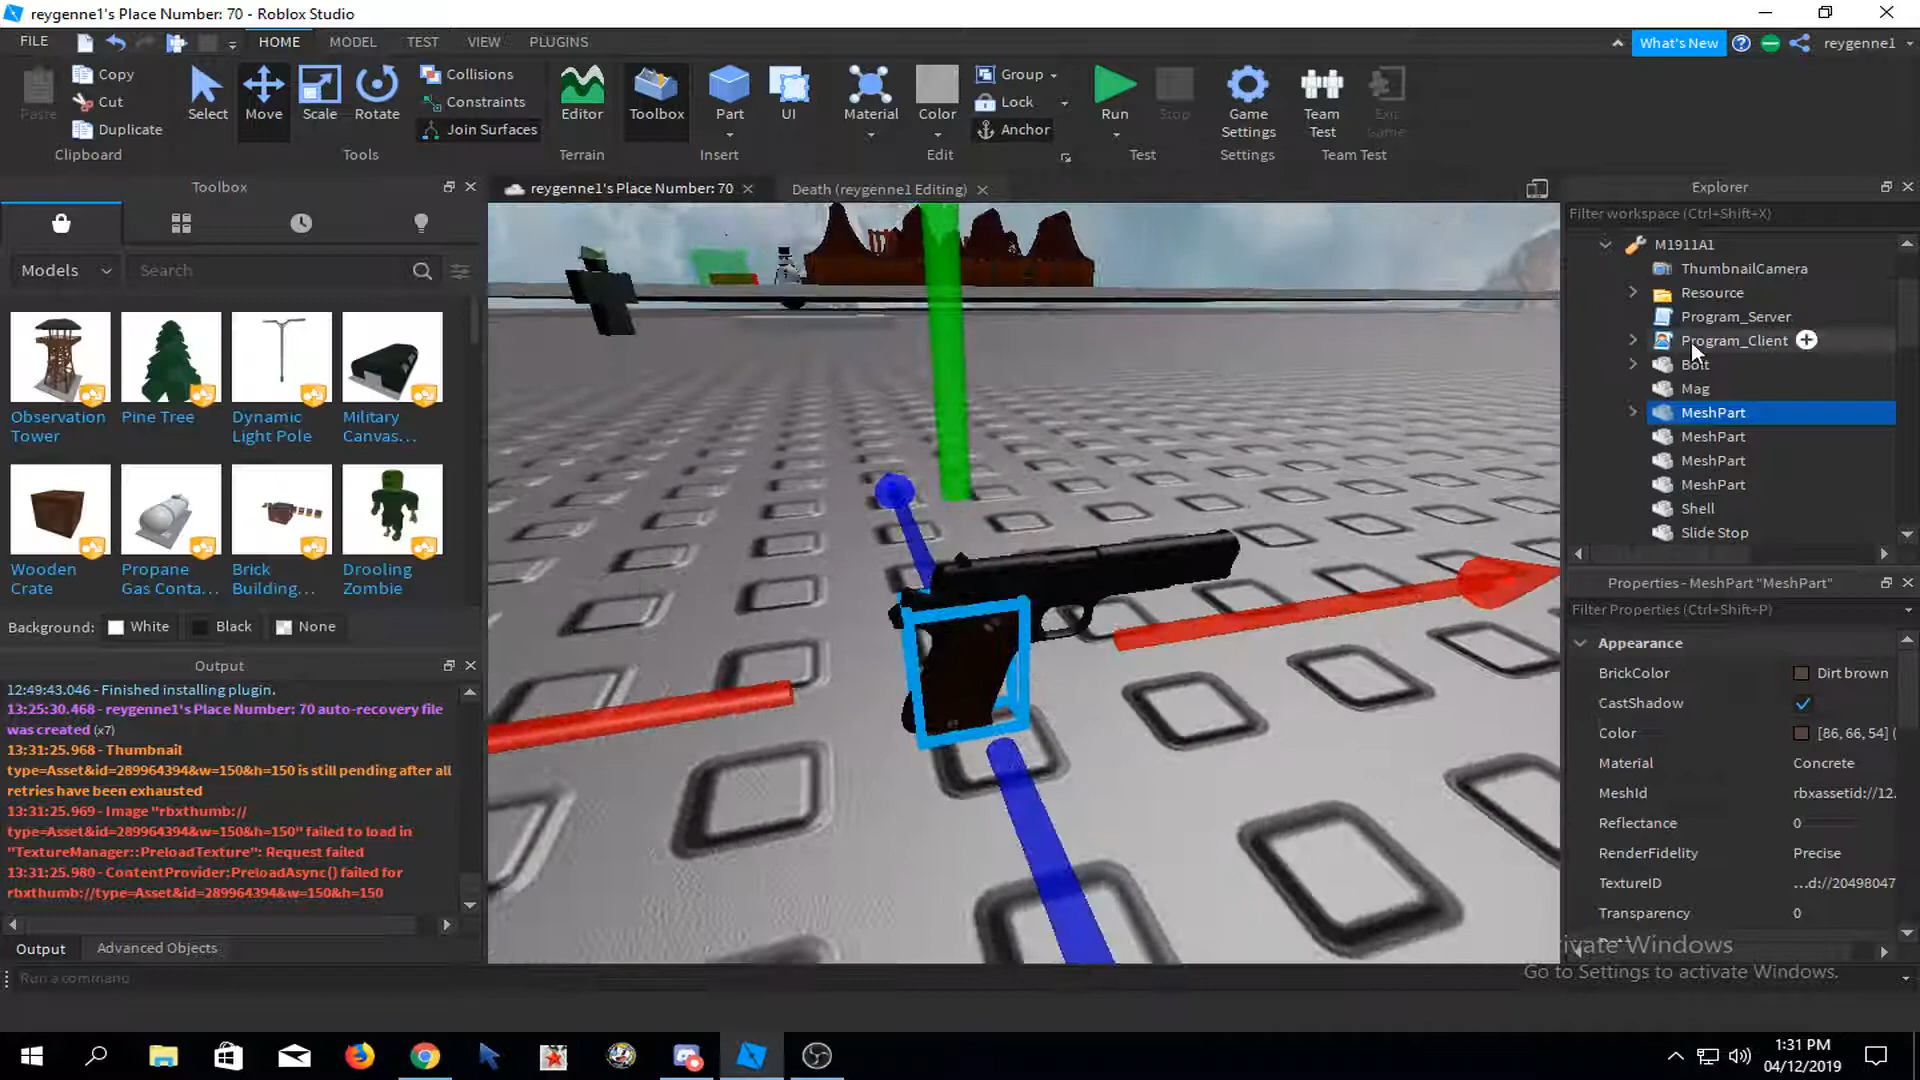 reygenne1's Place Number: 70 - Roblox Studio
FILE
HOME
MODEL
TEST
VIEW
PLUGINS
What's New
reygenne1
Paste
Copy
Cut
Duplicate
Clipboard
Select
Move
Scale
Rotate
Tools
Collisions
Constraints
Join Surfaces
Editor
Terrain
Toolbox
Part
UI
Insert
Material
Color
Group
Lock
Anchor
Edit
Run
Stop
Test
Game
Settings
Settings
Team
Test
Exit
Game
Team Test
Toolbox
Models
Search
Observation
Tower
Pine Tree
Dynamic
Light Pole
Military
Canvas...
Wooden
Crate
Propane
Gas Conta...
Brick
Building...
Drooling
Zombie
Background:
White
Black
None
Output
12:49:43.046 - Finished installing plugin.
13:25:30.468 - reygenne1's Place Number: 70 auto-recovery file
was created (x7)
13:31:25.968 - Thumbnail
type=Asset&id=289964394&w=150&h=150 is still pending after all
retries have been exhausted
13:31:25.969 - Image "rbxthumb://
type=Asset&id=289964394&w=150&h=150" failed to load in
"TextureManager::PreloadTexture": Request failed
13:31:25.980 - ContentProvider:PreloadAsync() failed for
rbxthumb://type=Asset&id=289964394&w=150&h=150
Output
Advanced Objects
Run a command
reygenne1's Place Number: 70
Death (reygenne1 Editing)
Explorer
Filter workspace (Ctrl+Shift+X)
M1911A1
ThumbnailCamera
Resource
Program_Server
Program_Client
Bolt
Mag
MeshPart
MeshPart
MeshPart
MeshPart
Shell
Slide Stop
Properties - MeshPart "MeshPart"
Filter Properties (Ctrl+Shift+P)
Appearance
BrickColor
Dirt brown
CastShadow
Color
[86, 66, 54] (
Material
Concrete
MeshId
rbxassetid://12.
Reflectance
0
RenderFidelity
Precise
TextureID
...d://20498047
Transparency
0
ivate Windows
Go to Settings to activate Windows.
1:31 PM
04/12/2019